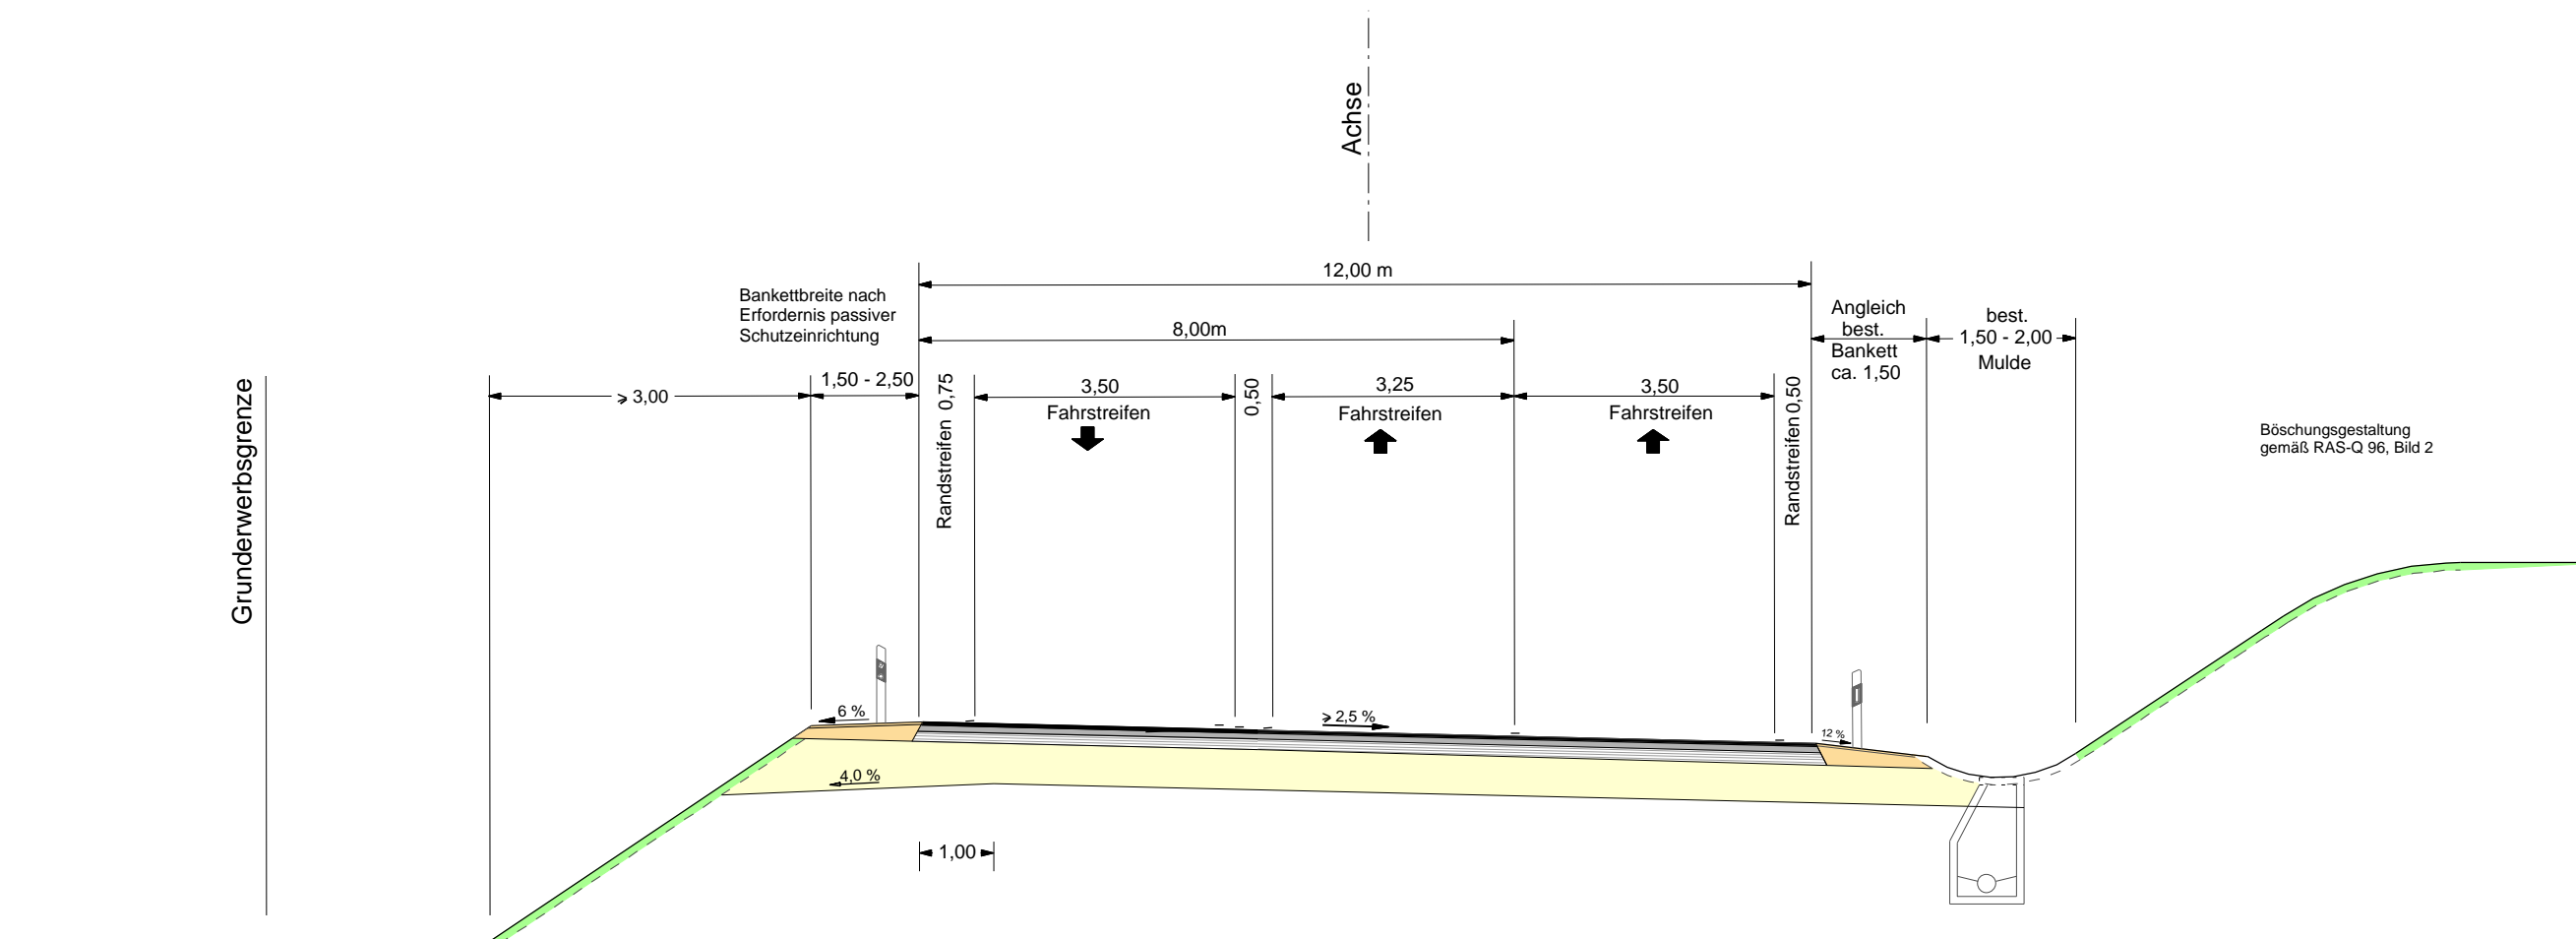 Achse
12,00 m
Bankettbreite nach
Erfordernis passiver
Schutzeinrichtung
8,00m
Angleich
best.
Bankett
ca. 1,50
best.
1,50 - 2,00
Mulde
Grunderwerbsgrenze
⩾ 3,00
1,50 - 2,50
Randstreifen 0,75
3,50
Fahrstreifen
0,50
3,25
Fahrstreifen
3,50
Fahrstreifen
Randstreifen 0,50
Böschungsgestaltung
gemäß RAS-Q 96, Bild 2
6 %
⩾ 2,5 %
12 %
4,0 %
1,00